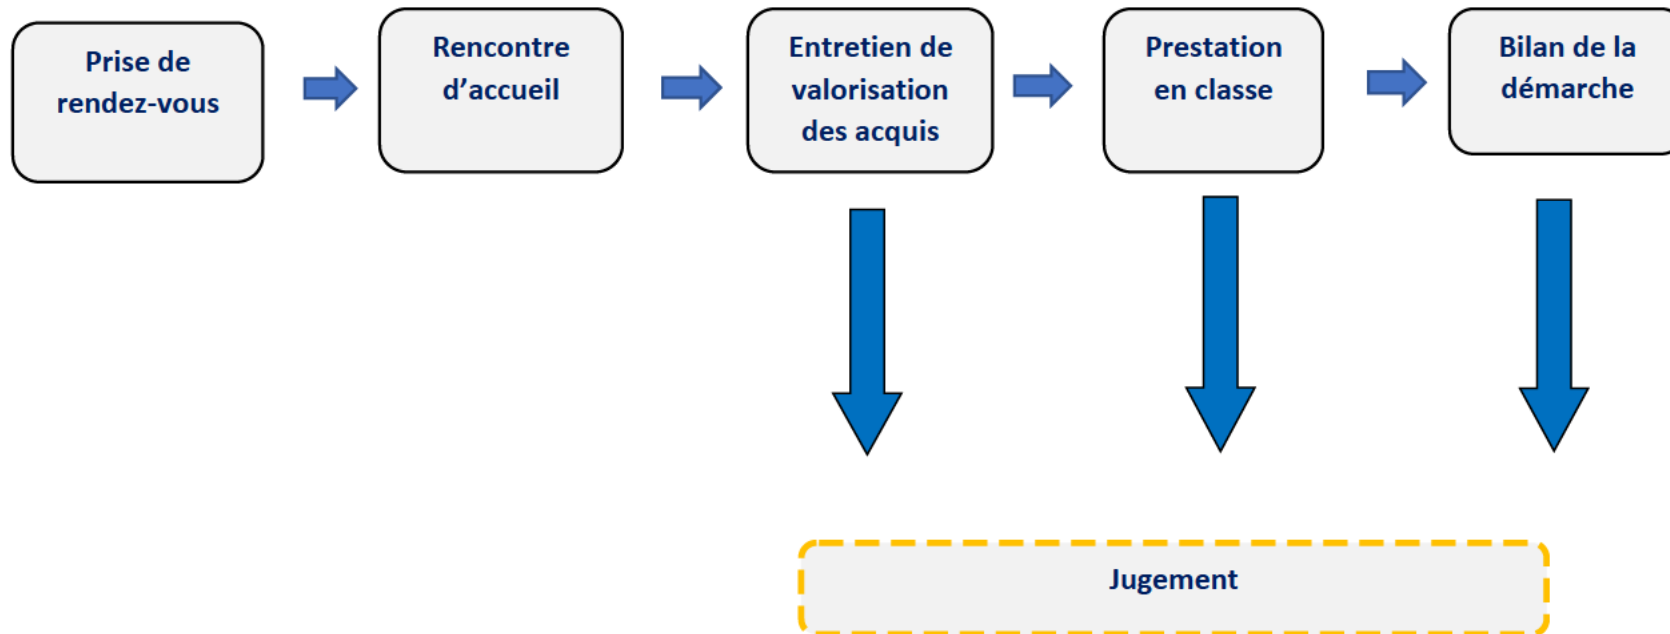 Prise de
rendez-vous
Rencontre
d’accueil
Entretien de
valorisation
des acquis
Prestation
en classe
Bilan de la
démarche
Jugement